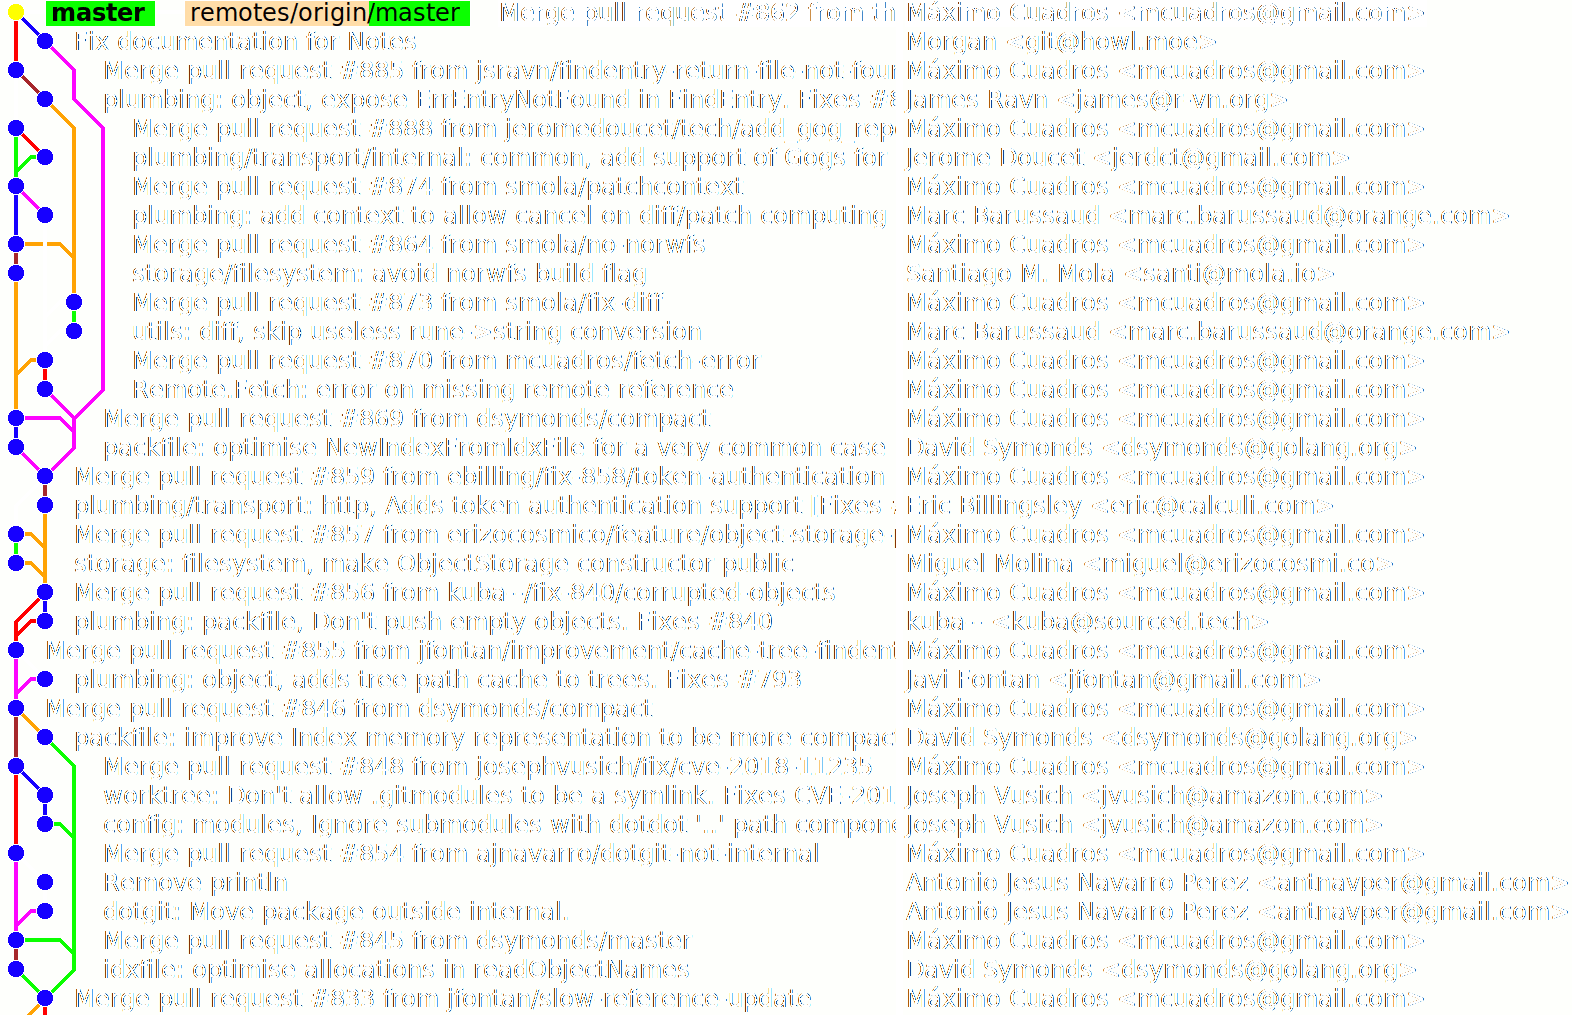 master remotes/origin/master Merge pull request #862 from th Máximo Cuadros <mcuadros@gmail.com>
Fix documentation for Notes Morgan <git@howl.moe>
Merge pull request #885 from jsravn/findentry-return-file-not-four Máximo Cuadros <mcuadros@gmail.com>
plumbing: object, expose ErrEntryNotFound in FindEntry. Fixes #8 James Ravn <james@r-vn.org>
Merge pull request #888 from jeromedoucet/tech/add_gog_repo Máximo Cuadros <mcuadros@gmail.com>
plumbing/transport/internal: common, add support of Gogs for Jerome Doucet <jerdct@gmail.com>
Merge pull request #874 from smola/patchcontext Máximo Cuadros <mcuadros@gmail.com>
plumbing: add context to allow cancel on diff/patch computing Marc Barussaud <marc.barussaud@orange.com>
Merge pull request #864 from smola/no-norwfs Máximo Cuadros <mcuadros@gmail.com>
storage/filesystem: avoid norwfs build flag Santiago M. Mola <santi@mola.io>
Merge pull request #873 from smola/fix-diff Máximo Cuadros <mcuadros@gmail.com>
utils: diff, skip useless rune->string conversion Marc Barussaud <marc.barussaud@orange.com>
Merge pull request #870 from mcuadros/fetch-error Máximo Cuadros <mcuadros@gmail.com>
Remote.Fetch: error on missing remote reference Máximo Cuadros <mcuadros@gmail.com>
Merge pull request #869 from dsymonds/compact Máximo Cuadros <mcuadros@gmail.com>
packfile: optimise NewIndexFromIdxFile for a very common case David Symonds <dsymonds@golang.org>
Merge pull request #859 from ebilling/fix-858/token-authentication Máximo Cuadros <mcuadros@gmail.com>
plumbing/transport: http, Adds token authentication support [Fixes Eric Billingsley <eric@calculi.com>
Merge pull request #857 from erizocosmico/feature/object-storage-p Máximo Cuadros <mcuadros@gmail.com>
storage: filesystem, make ObjectStorage constructor public Miguel Molina <miguel@erizocosmi.co>
Merge pull request #856 from kuba--/fix-840/corrupted-objects Máximo Cuadros <mcuadros@gmail.com>
plumbing: packfile, Don't push empty objects. Fixes #840 kuba-- <kuba@sourced.tech>
Merge pull request #855 from jfontan/improvement/cache-tree-findent Máximo Cuadros <mcuadros@gmail.com>
plumbing: object, adds tree path cache to trees. Fixes #793 Javi Fontan <jfontan@gmail.com>
Merge pull request #846 from dsymonds/compact Máximo Cuadros <mcuadros@gmail.com>
packfile: improve Index memory representation to be more compac David Symonds <dsymonds@golang.org>
Merge pull request #848 from josephvusich/fix/cve-2018-11235 Máximo Cuadros <mcuadros@gmail.com>
worktree: Don't allow .gitmodules to be a symlink. Fixes CVE-201 Joseph Vusich <jvusich@amazon.com>
config: modules, Ignore submodules with dotdot '..' path compone Joseph Vusich <jvusich@amazon.com>
Merge pull request #854 from ajnavarro/dotgit-not-internal Máximo Cuadros <mcuadros@gmail.com>
Remove println Antonio Jesus Navarro Perez <antnavper@gmail.com>
dotgit: Move package outside internal. Antonio Jesus Navarro Perez <antnavper@gmail.com>
Merge pull request #845 from dsymonds/master Máximo Cuadros <mcuadros@gmail.com>
idxfile: optimise allocations in readObjectNames David Symonds <dsymonds@golang.org>
Merge pull request #833 from jfontan/slow-reference-update Máximo Cuadros <mcuadros@gmail.com>